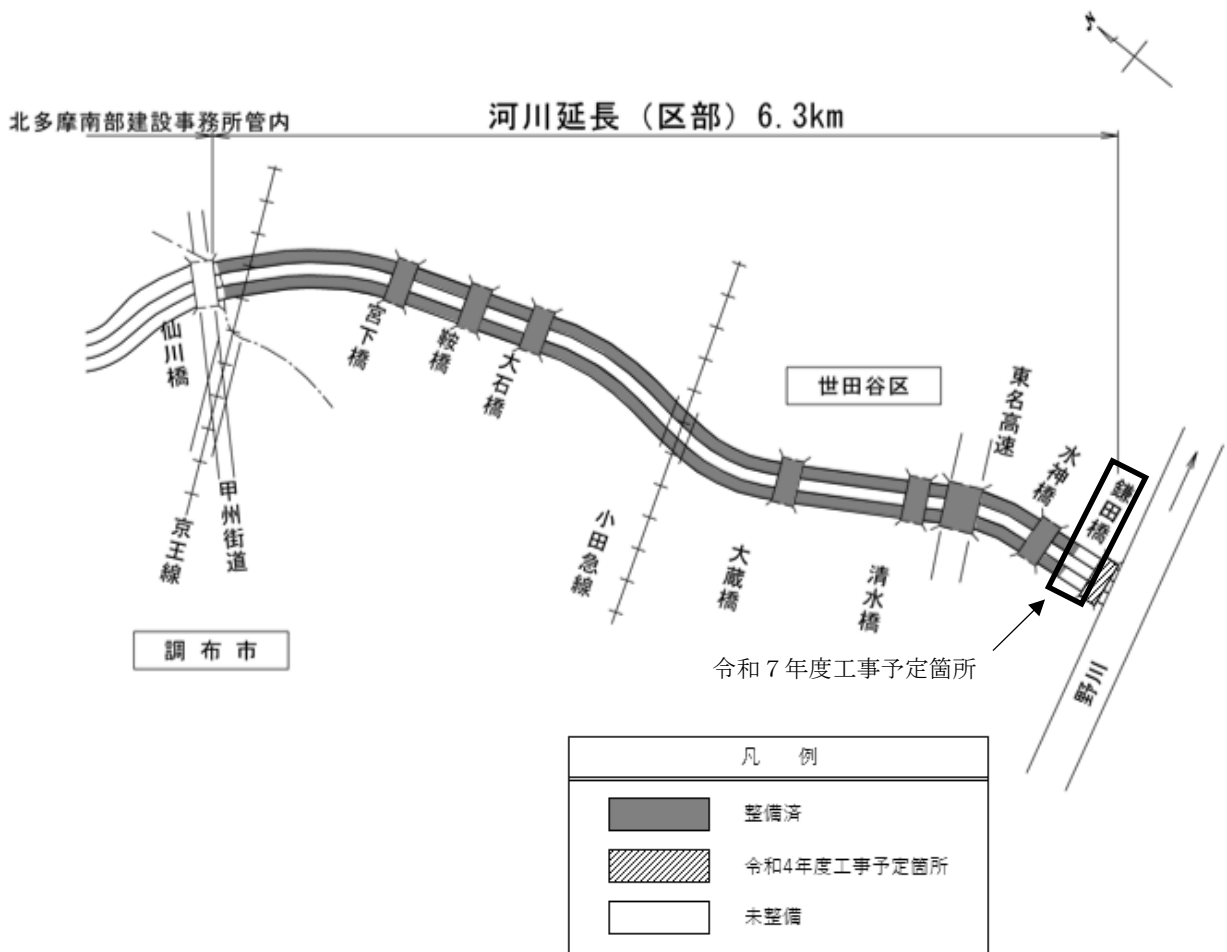 北多摩南部建設事務所管内
河川延長（区部）6.3km
仙川橋
宮下橋
鞍橋
大石橋
世田谷区
東名高速
水神橋
鎌田橋
京王線
甲州街道
小田急線
大蔵橋
清水橋
調布市
令和７年度工事予定箇所
野川
凡　例
整備済
令和4年度工事予定箇所
未整備